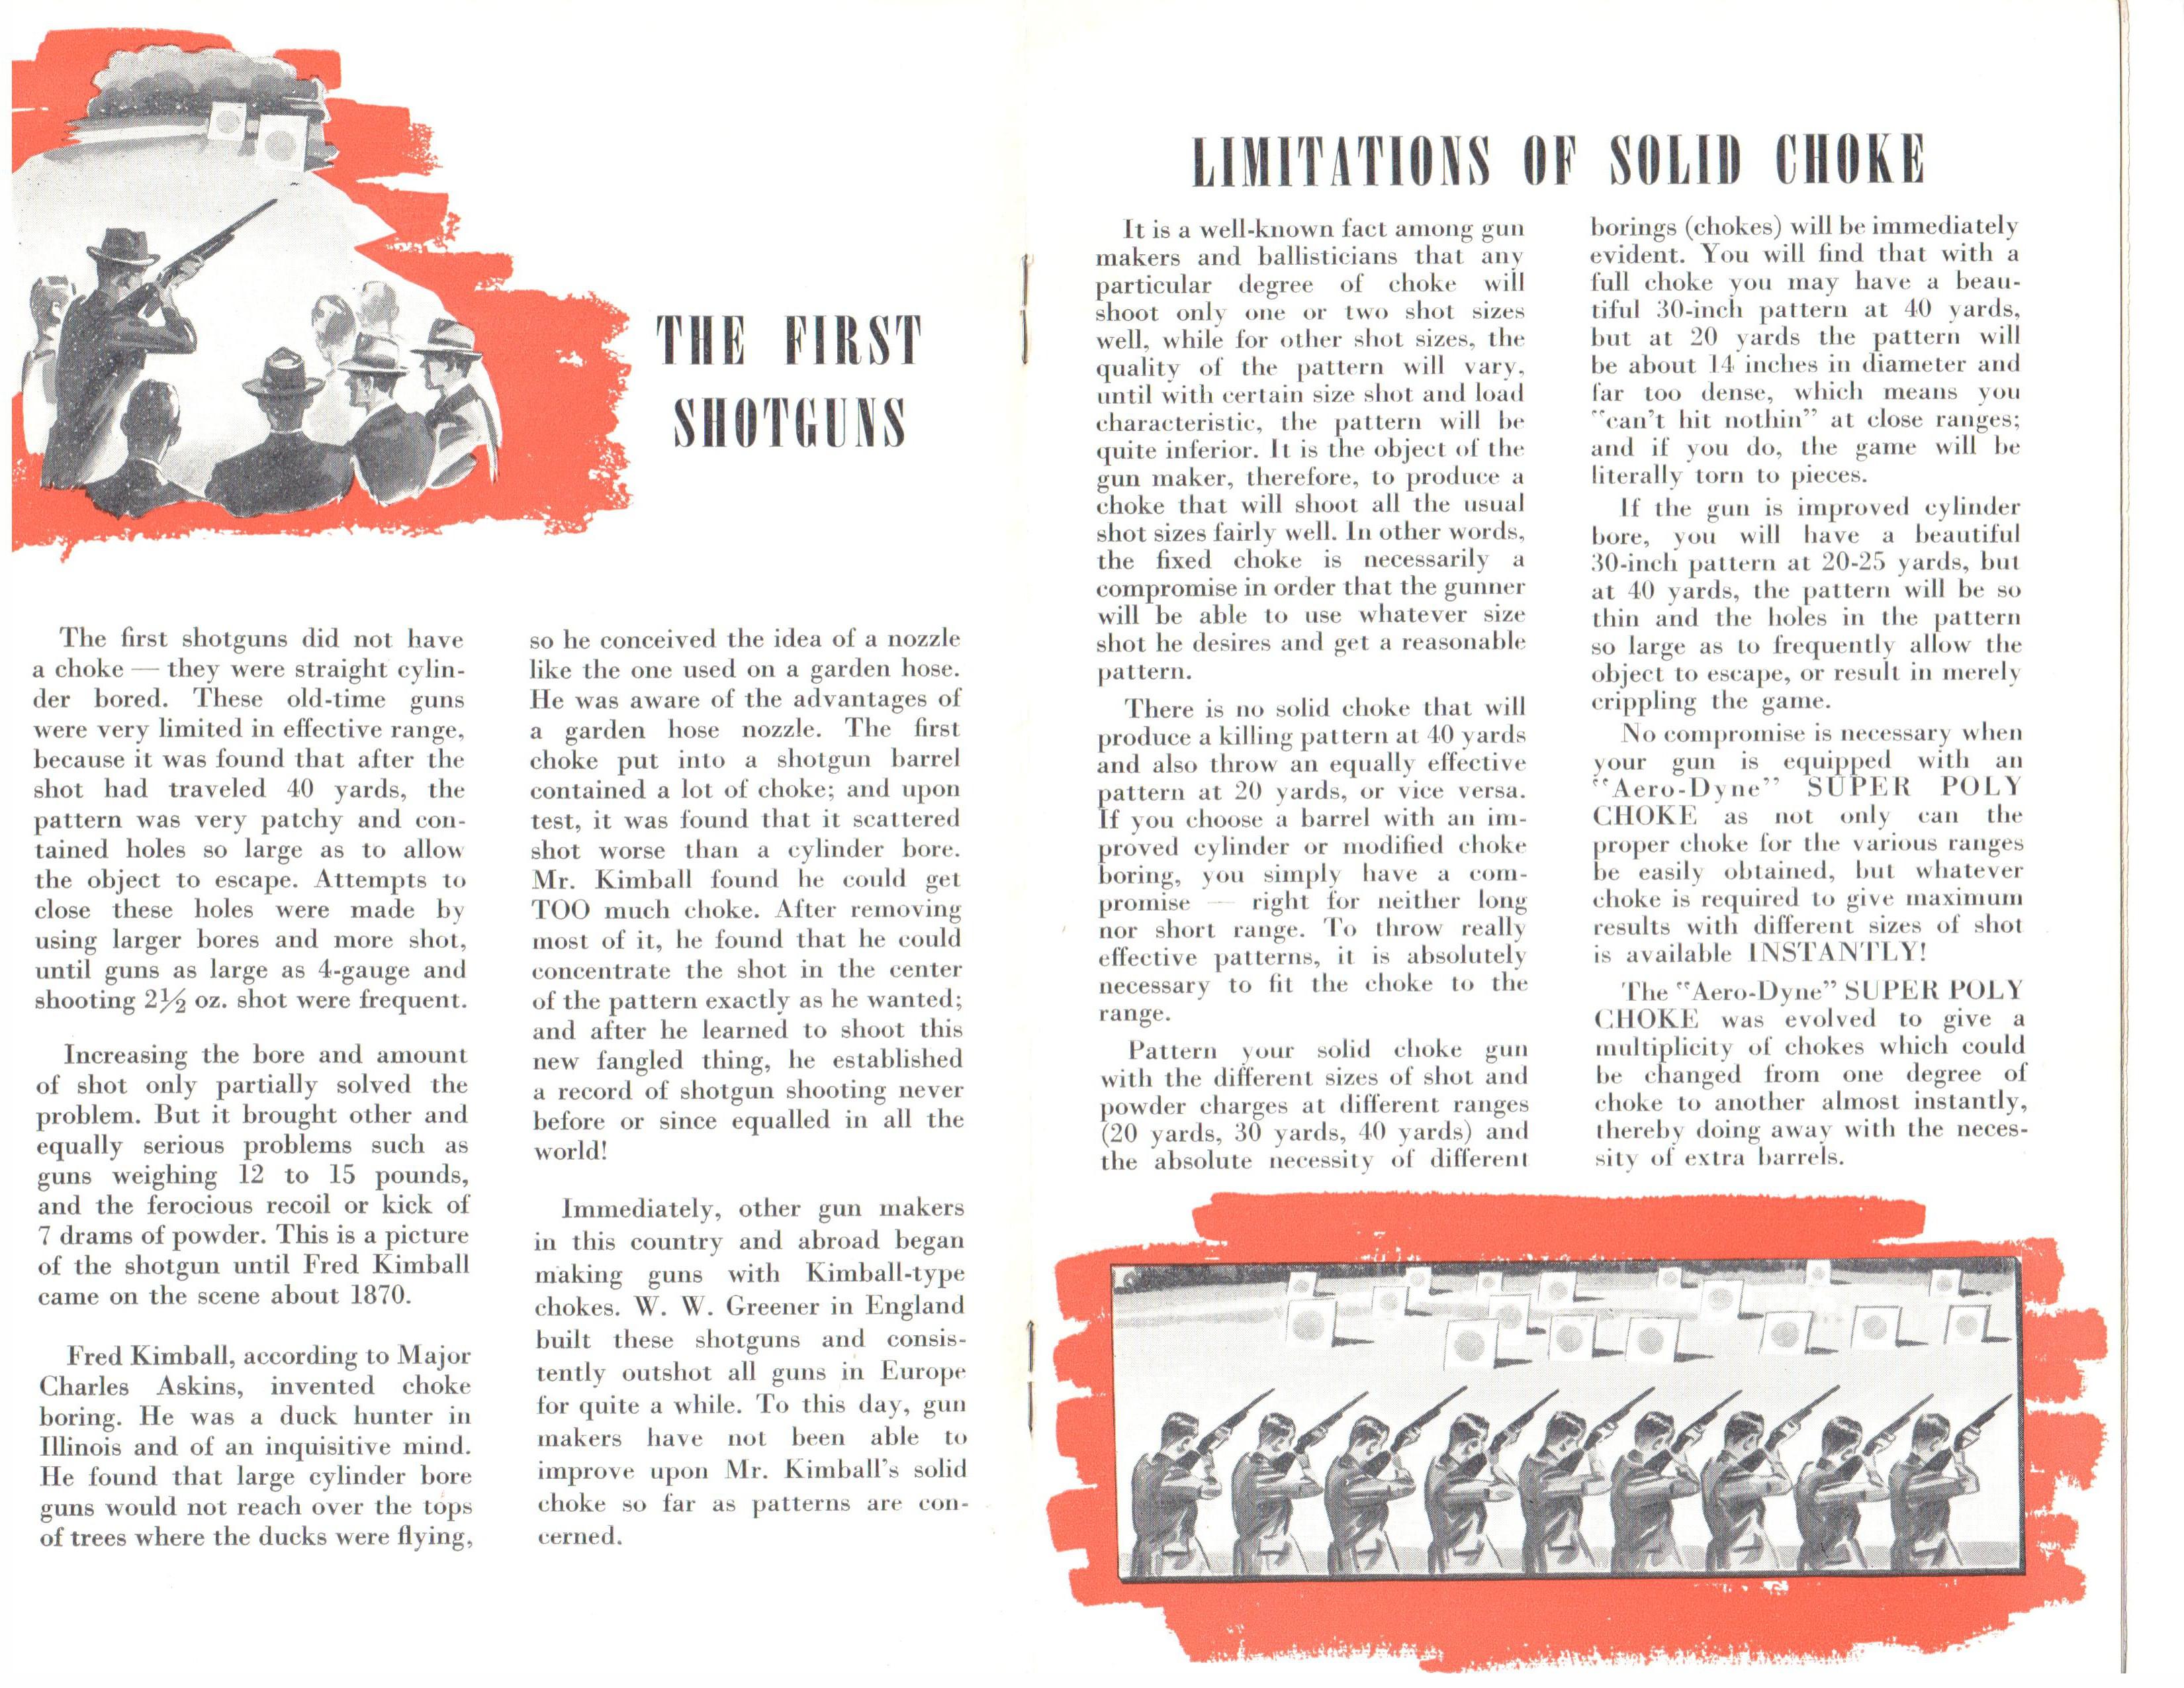 THE FIRST
SHOTGUNS
The first shotguns did not have
a choke — they were straight cylin-
der bored. These old-time guns
were very limited in effective range,
because it was found that after the
shot had traveled 40 yards, the
pattern was very patchy and con-
tained holes so large as to allow
the object to escape. Attempts to
close these holes were made by
using larger bores and more shot,
until guns as large as 4-gauge and
shooting 2½ oz. shot were frequent.
Increasing the bore and amount
of shot only partially solved the
problem. But it brought other and
equally serious problems such as
guns weighing 12 to 15 pounds,
and the ferocious recoil or kick of
7 drams of powder. This is a picture
of the shotgun until Fred Kimball
came on the scene about 1870.
Fred Kimball, according to Major
Charles Askins, invented choke
boring. He was a duck hunter in
Illinois and of an inquisitive mind.
He found that large cylinder bore
guns would not reach over the tops
of trees where the ducks were flying,
so he conceived the idea of a nozzle
like the one used on a garden hose.
He was aware of the advantages of
a garden hose nozzle. The first
choke put into a shotgun barrel
contained a lot of choke; and upon
test, it was found that it scattered
shot worse than a cylinder bore.
Mr. Kimball found he could get
TOO much choke. After removing
most of it, he found that he could
concentrate the shot in the center
of the pattern exactly as he wanted;
and after he learned to shoot this
new fangled thing, he established
a record of shotgun shooting never
before or since equalled in all the
world!
Immediately, other gun makers
in this country and abroad began
making guns with Kimball-type
chokes. W. W. Greener in England
built these shotguns and consis-
tently outshot all guns in Europe
for quite a while. To this day, gun
makers have not been able to
improve upon Mr. Kimball's solid
choke so far as patterns are con-
cerned.
LIMITATIONS OF SOLID CHOKE
It is a well-known fact among gun
makers and ballisticians that any
particular degree of choke will
shoot only one or two shot sizes
well, while for other shot sizes, the
quality of the pattern will vary,
until with certain size shot and load
characteristic, the pattern will be
quite inferior. It is the object of the
gun maker, therefore, to produce a
choke that will shoot all the usual
shot sizes fairly well. In other words,
the fixed choke is necessarily a
compromise in order that the gunner
will be able to use whatever size
shot he desires and get a reasonable
pattern.
There is no solid choke that will
produce a killing pattern at 40 yards
and also throw an equally effective
pattern at 20 yards, or vice versa.
If you choose a barrel with an im-
proved cylinder or modified choke
boring, you simply have a com-
promise — right for neither long
nor short range. To throw really
effective patterns, it is absolutely
necessary to fit the choke to the
range.
Pattern your solid choke gun
with the different sizes of shot and
powder charges at different ranges
(20 yards, 30 yards, 40 yards) and
the absolute necessity of different
borings (chokes) will be immediately
evident. You will find that with a
full choke you may have a beau-
tiful 30-inch pattern at 40 yards,
but at 20 yards the pattern will
be about 14 inches in diameter and
far too dense, which means you
"can't hit nothin" at close ranges;
and if you do, the game will be
literally torn to pieces.
If the gun is improved cylinder
bore, you will have a beautiful
30-inch pattern at 20-25 yards, but
at 40 yards, the pattern will be so
thin and the holes in the pattern
so large as to frequently allow the
object to escape, or result in merely
crippling the game.
No compromise is necessary when
your gun is equipped with an
"Aero-Dyne" SUPER POLY
CHOKE as not only can the
proper choke for the various ranges
be easily obtained, but whatever
choke is required to give maximum
results with different sizes of shot
is available INSTANTLY!
The "Aero-Dyne" SUPER POLY
CHOKE was evolved to give a
multiplicity of chokes which could
be changed from one degree of
choke to another almost instantly,
thereby doing away with the neces-
sity of extra barrels.